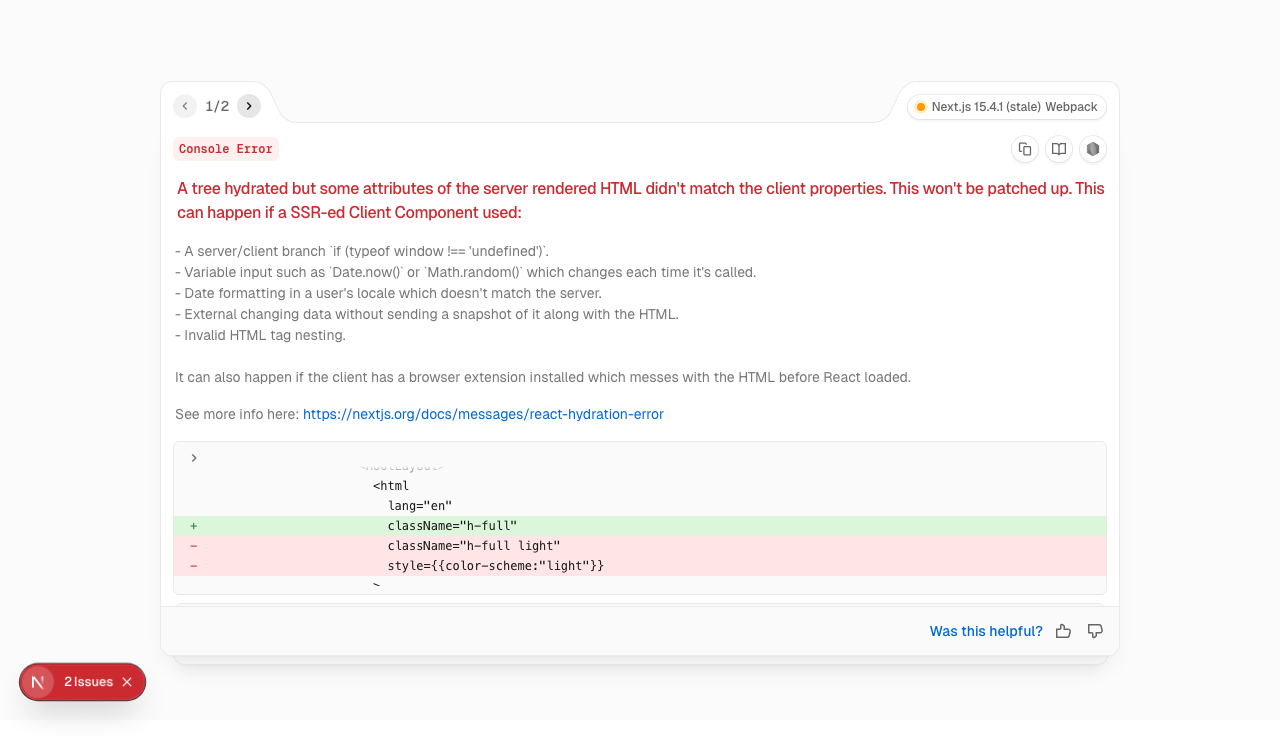 1/2
Next.js 15.4.1 (stale) Webpack
Console Error
A tree hydrated but some attributes of the server rendered HTML didn't match the client properties. This won't be patched up. This
can happen if a SSR-ed Client Component used:
- A server/client branch `if (typeof window !== 'undefined')`.
- Variable input such as `Date.now()` or `Math.random()` which changes each time it's called.
- Date formatting in a user's locale which doesn't match the server.
- External changing data without sending a snapshot of it along with the HTML.
- Invalid HTML tag nesting.
It can also happen if the client has a browser extension installed which messes with the HTML before React loaded.
See more info here: https://nextjs.org/docs/messages/react-hydration-error
<html
lang="en"
+ className="h-full"
- className="h-full light"
- style={{color-scheme:"light"}}
Was this helpful?
N 2 Issues